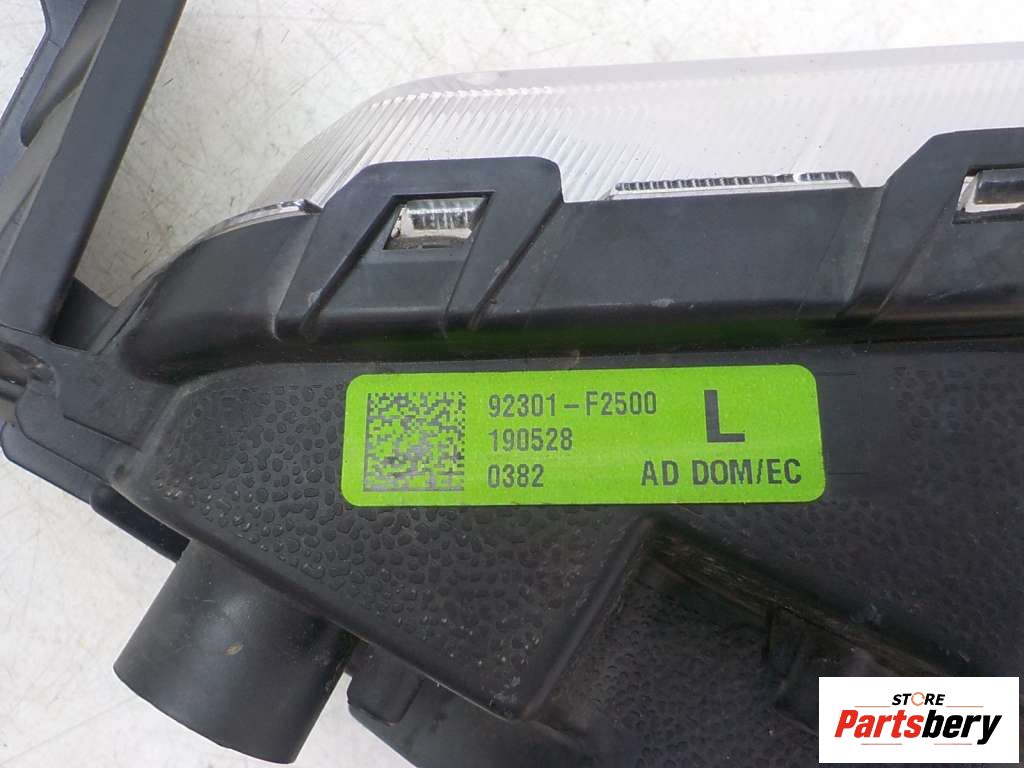 92301-F2500
L
190528
0382
AD DOM/EC
STORE
Partsbery